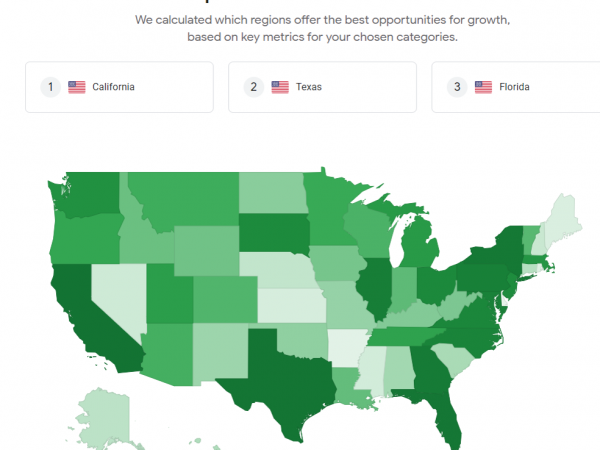 We calculated which regions offer the best opportunities for growth,
based on key metrics for your chosen categories.
1 California
2 Texas
3 Florida